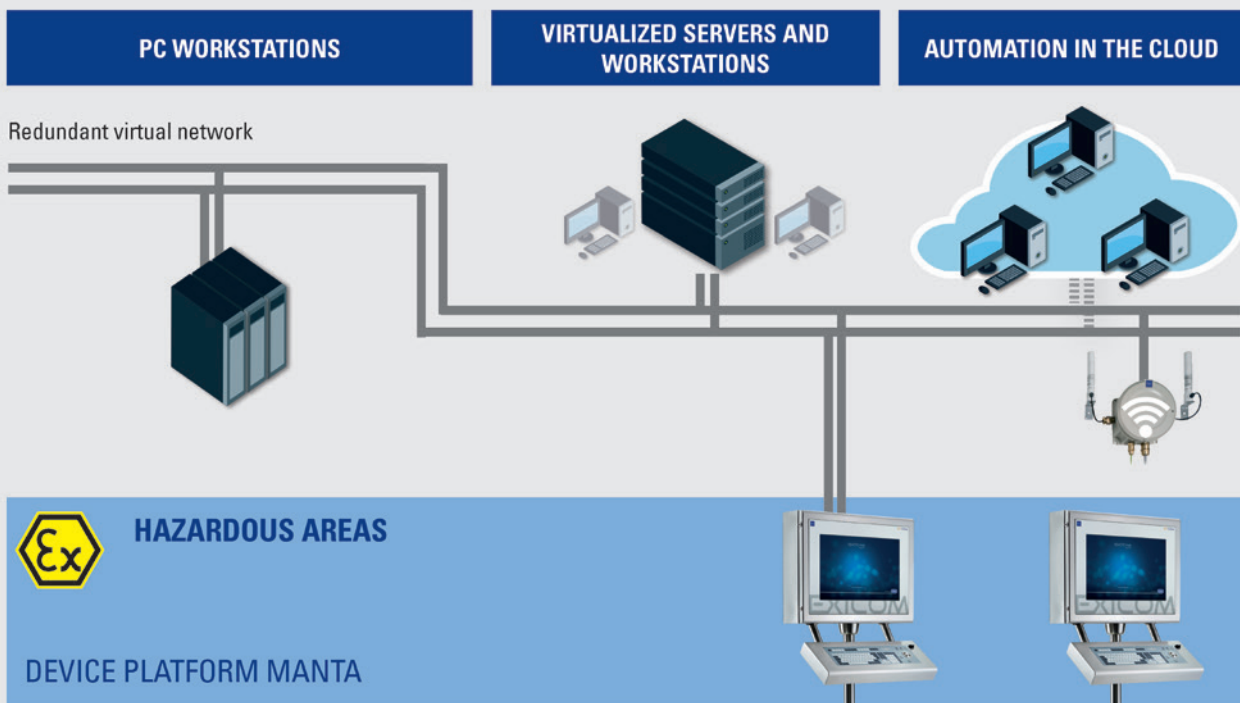 PC WORKSTATIONS
VIRTUALIZED SERVERS AND
WORKSTATIONS
AUTOMATION IN THE CLOUD
Redundant virtual network
Ex
HAZARDOUS AREAS
EXICOM
EXICOM
DEVICE PLATFORM MANTA